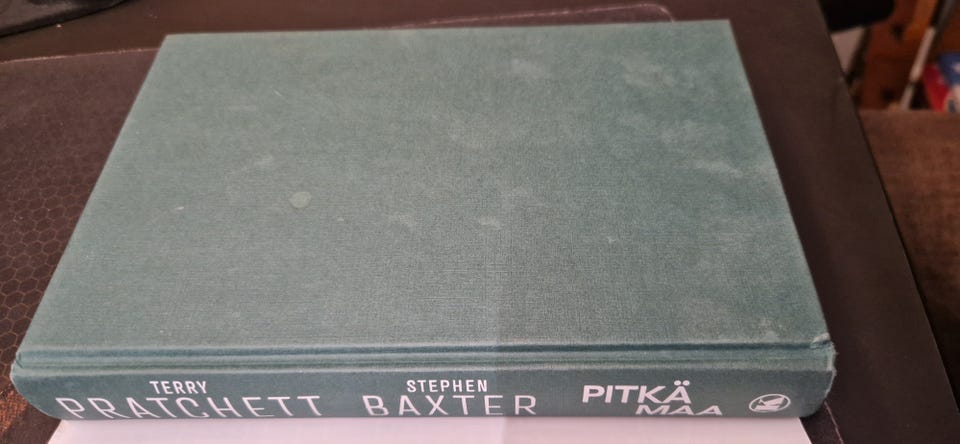 TERRY
PRATCHETT
STEPHEN
BAXTER
PITKÄ
MAA